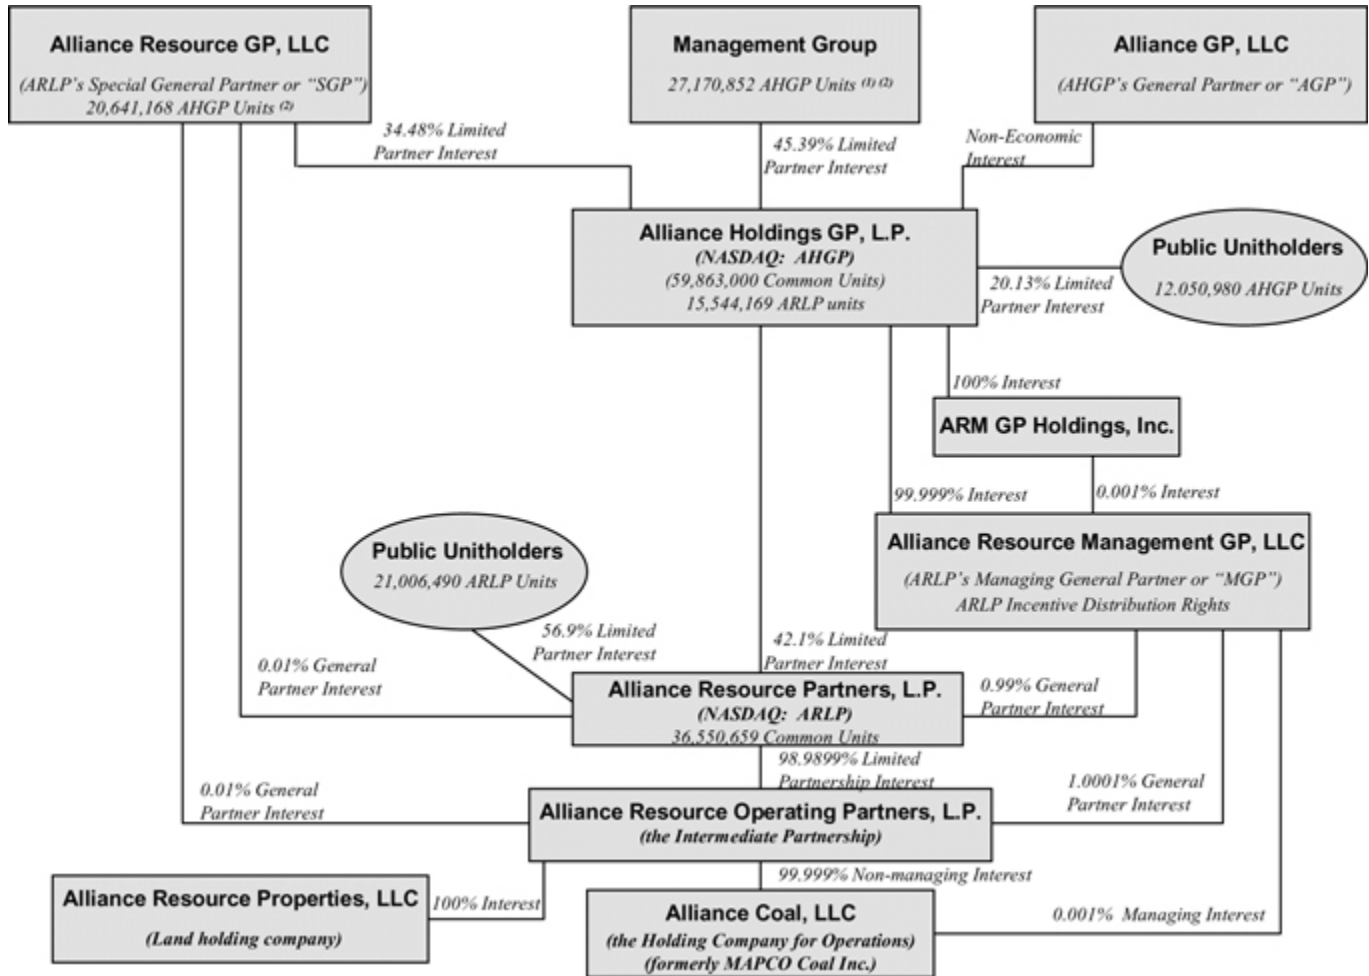 Alliance Resource GP, LLC
(ARLP's Special General Partner or “SGP”)
20,641,168 AHGP Units (2)
Management Group
27,170,852 AHGP Units (1) (2)
Alliance GP, LLC
(AHGP's General Partner or “AGP”)
34.48% Limited
Partner Interest
45.39% Limited
Partner Interest
Non-Economic
Interest
Alliance Holdings GP, L.P.
(NASDAQ: AHGP)
(59,863,000 Common Units)
15,544,169 ARLP units
Public Unitholders
12.050,980 AHGP Units
20.13% Limited
Partner Interest
100% Interest
ARM GP Holdings, Inc.
99.999% Interest
0.001% Interest
Alliance Resource Management GP, LLC
(ARLP's Managing General Partner or “MGP”)
ARLP Incentive Distribution Rights
Public Unitholders
21,006,490 ARLP Units
56.9% Limited
Partner Interest
42.1% Limited
Partner Interest
0.01% General
Partner Interest
Alliance Resource Partners, L.P.
(NASDAQ: ARLP)
36,550,659 Common Units
0.99% General
Partner Interest
98.9899% Limited
Partnership Interest
0.01% General
Partner Interest
1.0001% General
Partner Interest
Alliance Resource Operating Partners, L.P.
(the Intermediate Partnership)
99.999% Non-managing Interest
Alliance Resource Properties, LLC
(Land holding company)
100% Interest
Alliance Coal, LLC
(the Holding Company for Operations)
(formerly MAPCO Coal Inc.)
0.001% Managing Interest